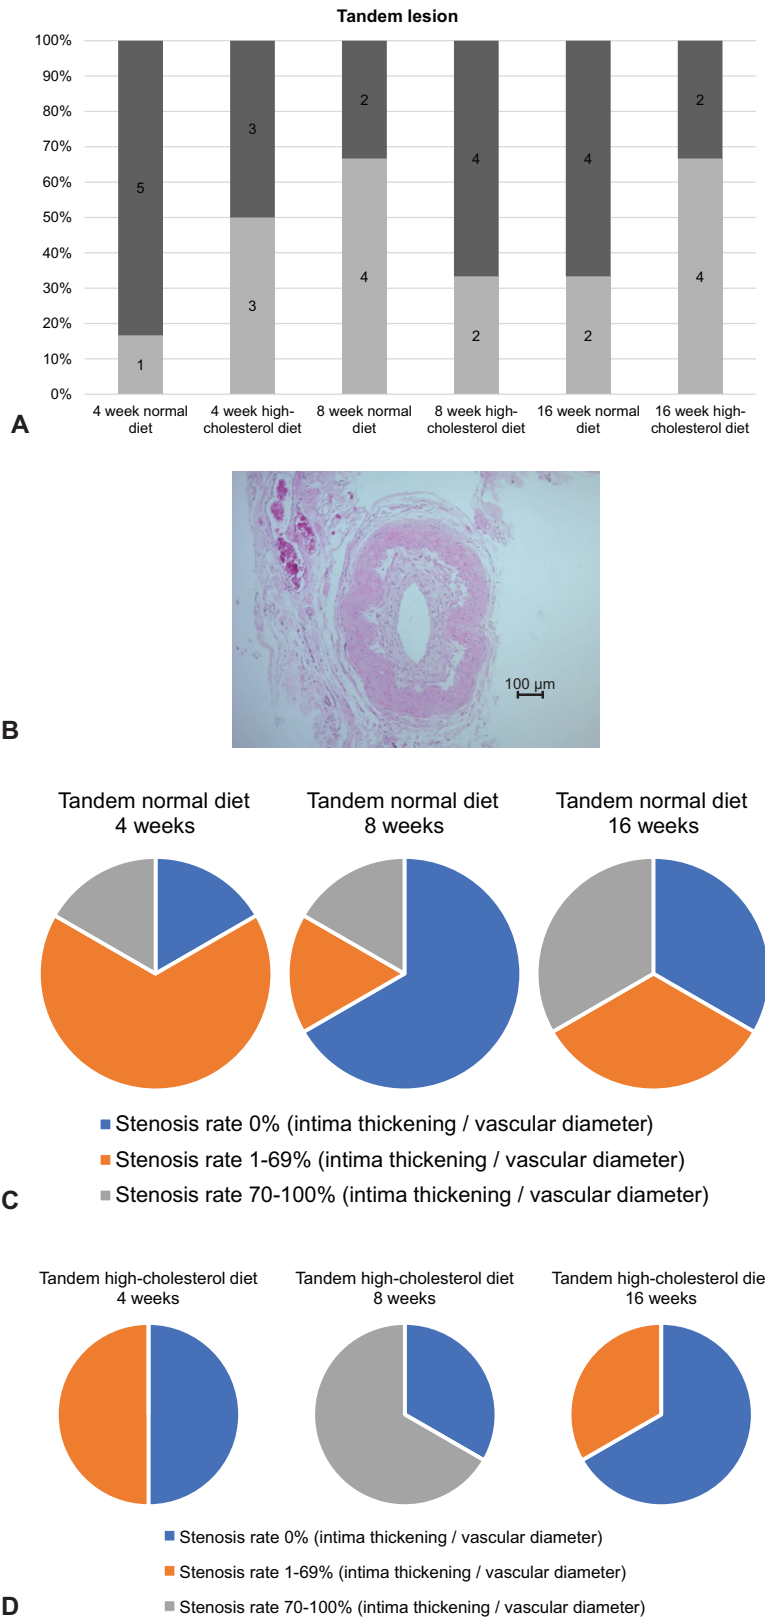 Tandem lesion
100%
90%
80%
70%
60%
50%
40%
30%
20%
10%
0%
5
1
3
3
2
4
4
2
4
2
2
4
4 week normal
diet
4 week high-
cholesterol diet
8 week normal
diet
8 week high-
cholesterol diet
16 week normal
diet
16 week high-
cholesterol diet
A
100 µm
B
Tandem normal diet
4 weeks
Tandem normal diet
8 weeks
Tandem normal diet
16 weeks
Stenosis rate 0% (intima thickening / vascular diameter)
Stenosis rate 1-69% (intima thickening / vascular diameter)
Stenosis rate 70-100% (intima thickening / vascular diameter)
C
Tandem high-cholesterol diet
4 weeks
Tandem high-cholesterol diet
8 weeks
Tandem high-cholesterol die
16 weeks
Stenosis rate 0% (intima thickening / vascular diameter)
Stenosis rate 1-69% (intima thickening / vascular diameter)
Stenosis rate 70-100% (intima thickening / vascular diameter)
D